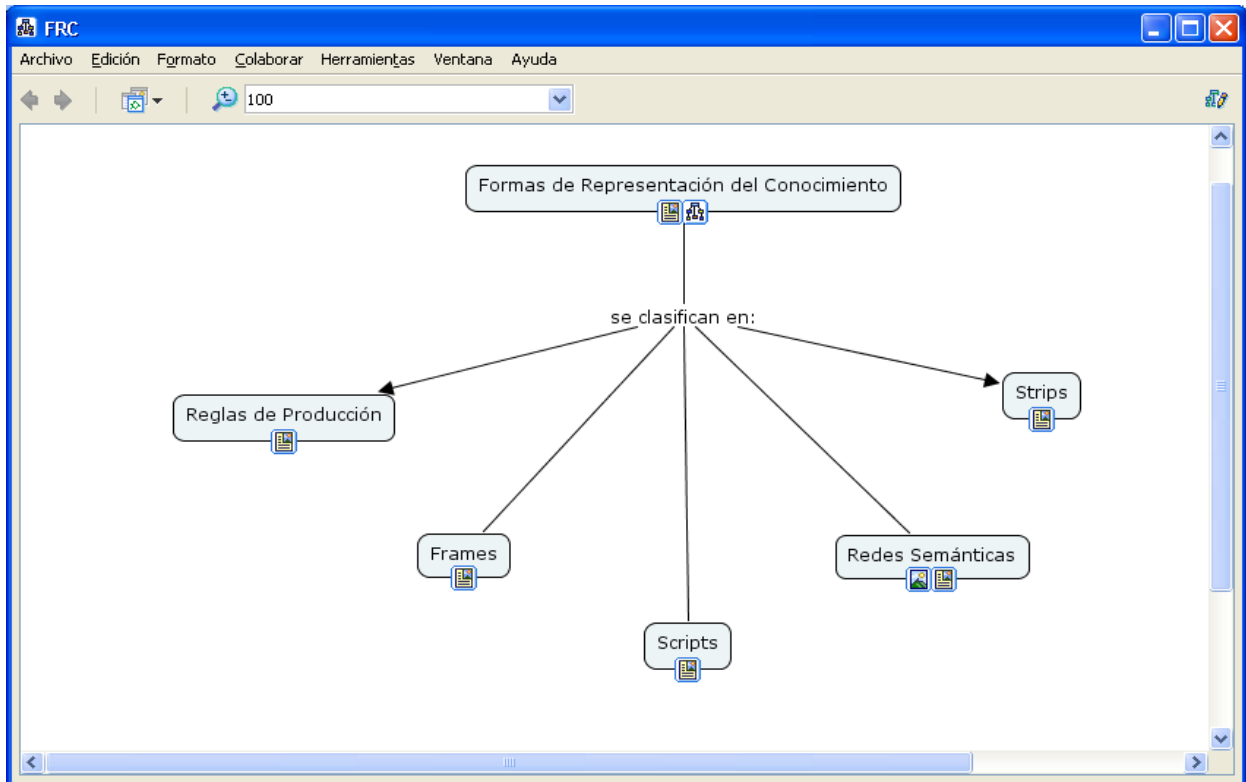 FRC
Archivo Edición Formato Colaborar Herramientas Ventana Ayuda
100
Formas de Representación del Conocimiento
se clasifican en:
Strips
Reglas de Producción
Frames
Redes Semánticas
Scripts